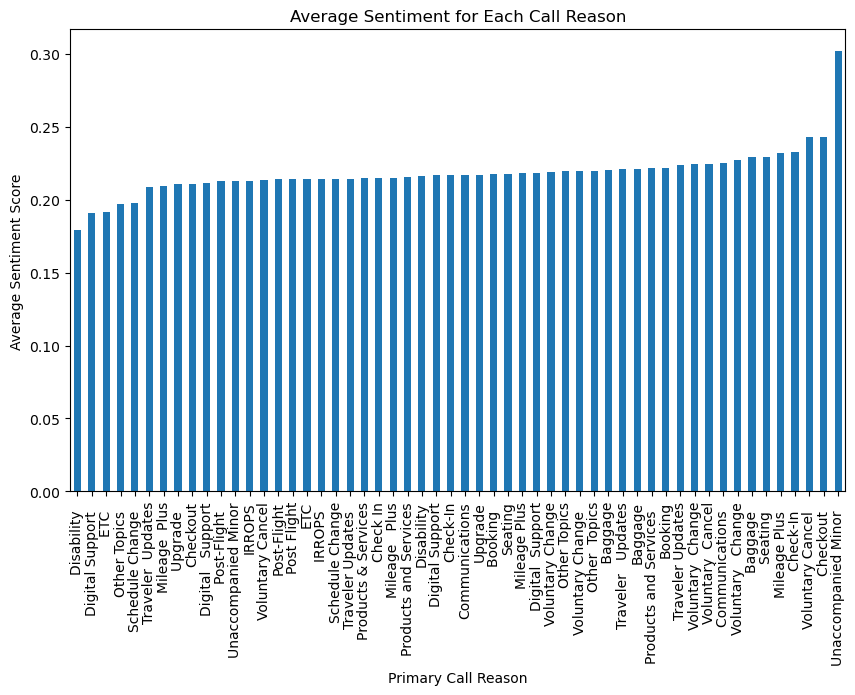 Average Sentiment for Each Call Reason
Average Sentiment Score
0.30
0.25
0.20
0.15
0.10
0.05
0.00
Disability
Digital Support
ETC
Other Topics
Schedule Change
Traveler  Updates
Mileage  Plus
Upgrade
Checkout
Digital   Support
Post-Flight
Unaccompanied Minor
IRROPS
Voluntary Cancel
Post-Flight
Post Flight
ETC
IRROPS
Schedule Change
Traveler Updates
Products & Services
Check In
Mileage  Plus
Products and Services
Disability
Digital Support
Check-In
Communications
Upgrade
Booking
Seating
Mileage Plus
Digital  Support
Voluntary Change
Other Topics
Voluntary Change
Other  Topics
Baggage
Traveler   Updates
Baggage
Products and Services
Booking
Traveler Updates
Voluntary  Change
Voluntary  Cancel
Communications
Voluntary   Change
Baggage
Seating
Mileage Plus
Check-In
Voluntary Cancel
Checkout
Unaccompanied Minor
Primary Call Reason